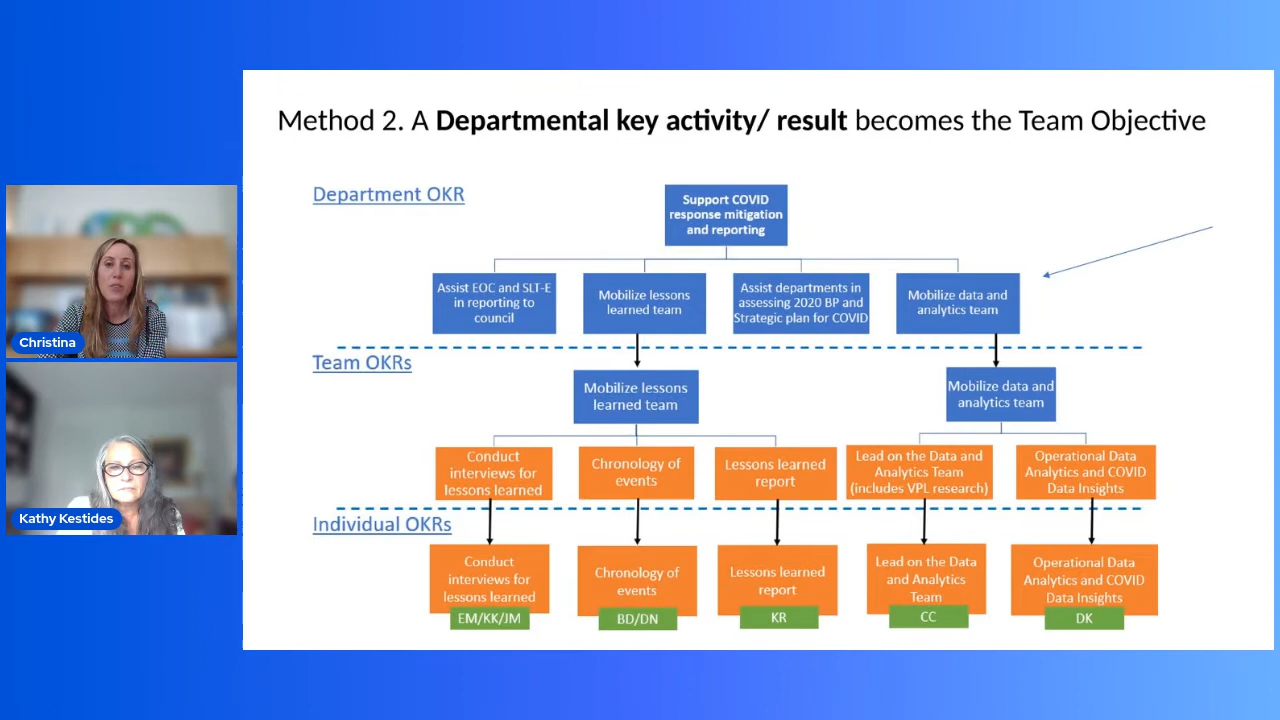 Method 2. A Departmental key activity/ result becomes the Team Objective
Department OKR
Support COVID
response mitigation
and reporting
Assist EOC and SLT-E
in reporting to
council
Mobilize lessons
learned team
Assist departments in
assessing 2020 BP and
Strategic plan for COVID
Mobilize data and
analytics team
Team OKRs
Mobilize lessons
learned team
Mobilize data and
analytics team
Conduct
interviews for
lessons learned
Chronology of
events
Lessons learned
report
Lead on the Data and
Analytics Team
(includes VPL research)
Operational Data
Analytics and COVID
Data Insights
Individual OKRs
Conduct
interviews for
lessons learned
EM/KK/JM
Chronology of
events
BD/DN
Lessons learned
report
KR
Lead on the Data
and Analytics
Team
CC
Operational Data
Analytics and COVID
Data Insights
DK
Christina
Kathy Kestides